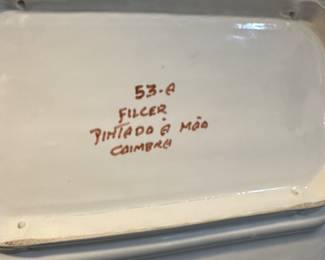 53-A
FILCER
PINTADO À MÃO
COIMBRA